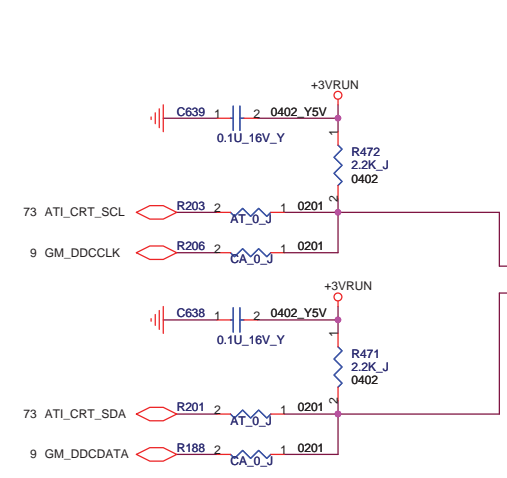 +3VRUN
C639 1 2 0402_Y5V
0.1U_16V_Y
1
R472
2.2K_J
0402
2
73 ATI_CRT_SCL R203 2 1 0201
AT_0_J
9 GM_DDCCLK R206 2 1 0201
CA_0_J
+3VRUN
C638 1 2 0402_Y5V
0.1U_16V_Y
1
R471
2.2K_J
0402
2
73 ATI_CRT_SDA R201 2 1 0201
AT_0_J
9 GM_DDCDATA R188 2 1 0201
CA_0_J